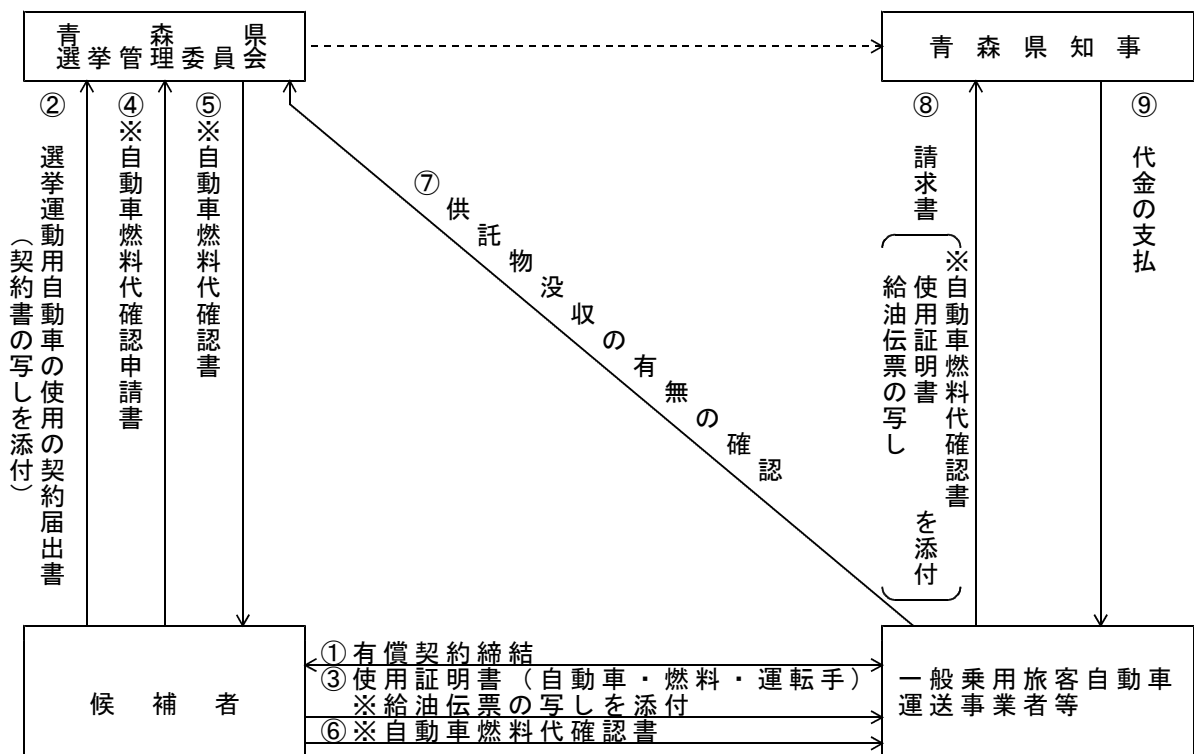 青森県
選挙管理委員会
青森県知事
②
選挙運動用自動車の使用の契約届出書
（契約書の写しを添付）
④
※自動車燃料代確認申請書
⑤
※自動車燃料代確認書
⑦供託物没収の有無の確認
⑧
請求書
※自動車燃料代確認書
使用証明書
給油伝票の写し
を添付
⑨
代金の支払
候補者
①有償契約締結
③使用証明書（自動車・燃料・運転手）
※給油伝票の写しを添付
⑥※自動車燃料代確認書
一般乗用旅客自動車
運送事業者等